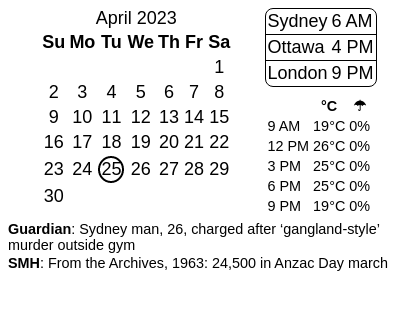 April 2023
Su Mo Tu We Th Fr Sa
1
2 3 4 5 6 7 8
9 10 11 12 13 14 15
16 17 18 19 20 21 22
23 24 25 26 27 28 29
30
Sydney 6 AM
Ottawa 4 PM
London 9 PM
°C ☂
9 AM 19°C 0%
12 PM 26°C 0%
3 PM 25°C 0%
6 PM 25°C 0%
9 PM 19°C 0%
Guardian: Sydney man, 26, charged after ‘gangland-style’
murder outside gym
SMH: From the Archives, 1963: 24,500 in Anzac Day march